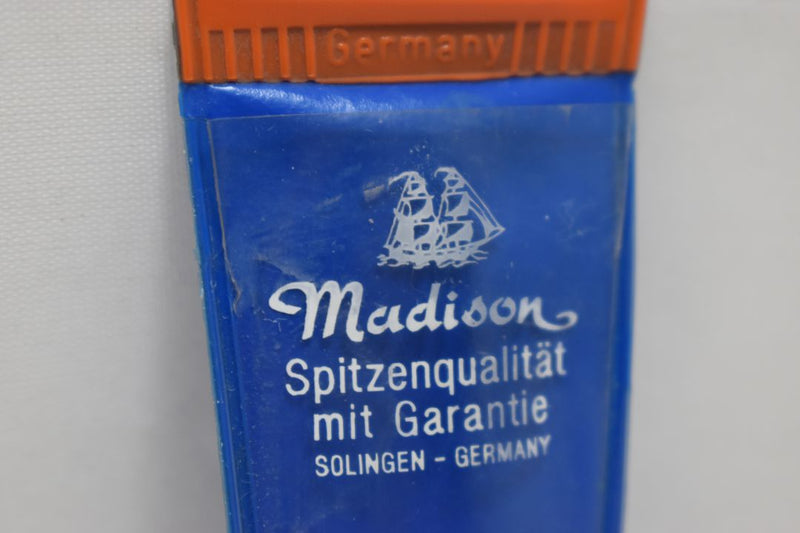 Germany
Madison
Spitzenqualität
mit Garantie
SOLINGEN - GERMANY